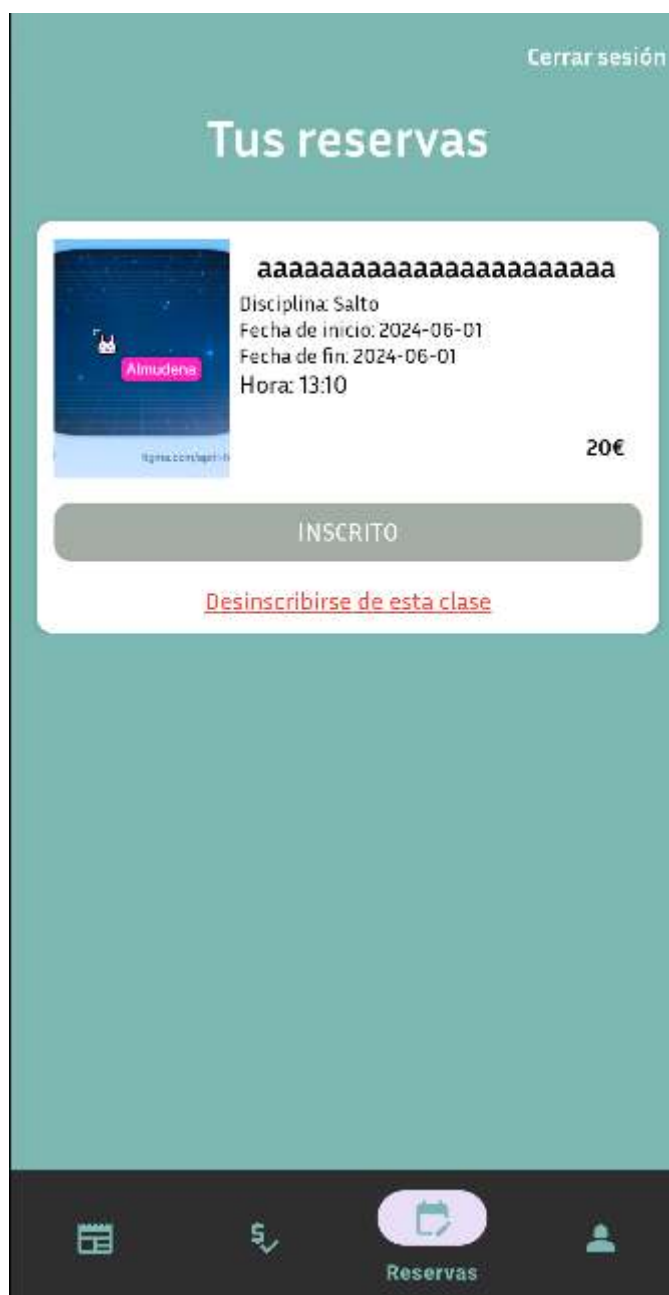 Cerrar sesión
Tus reservas
aaaaaaaaaaaaaaaaaaaaaaa
Disciplina: Salto
Fecha de inicio: 2024-06-01
Fecha de fin: 2024-06-01
Hora: 13:10
Almudena
20€
INSCRITO
Desinscribirse de esta clase
Reservas